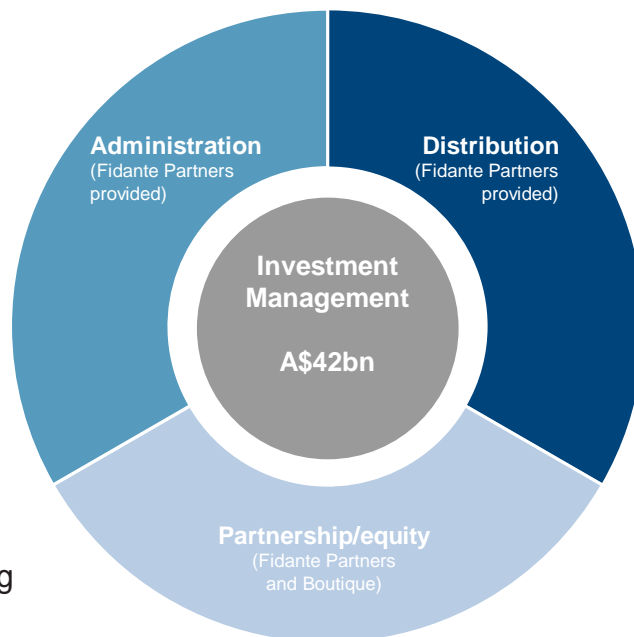 Administration
(Fidante Partners
provided)
Distribution
(Fidante Partners
provided)
Investment
Management
A$42bn
Partnership/equity
(Fidante Partners
and Boutique)
g